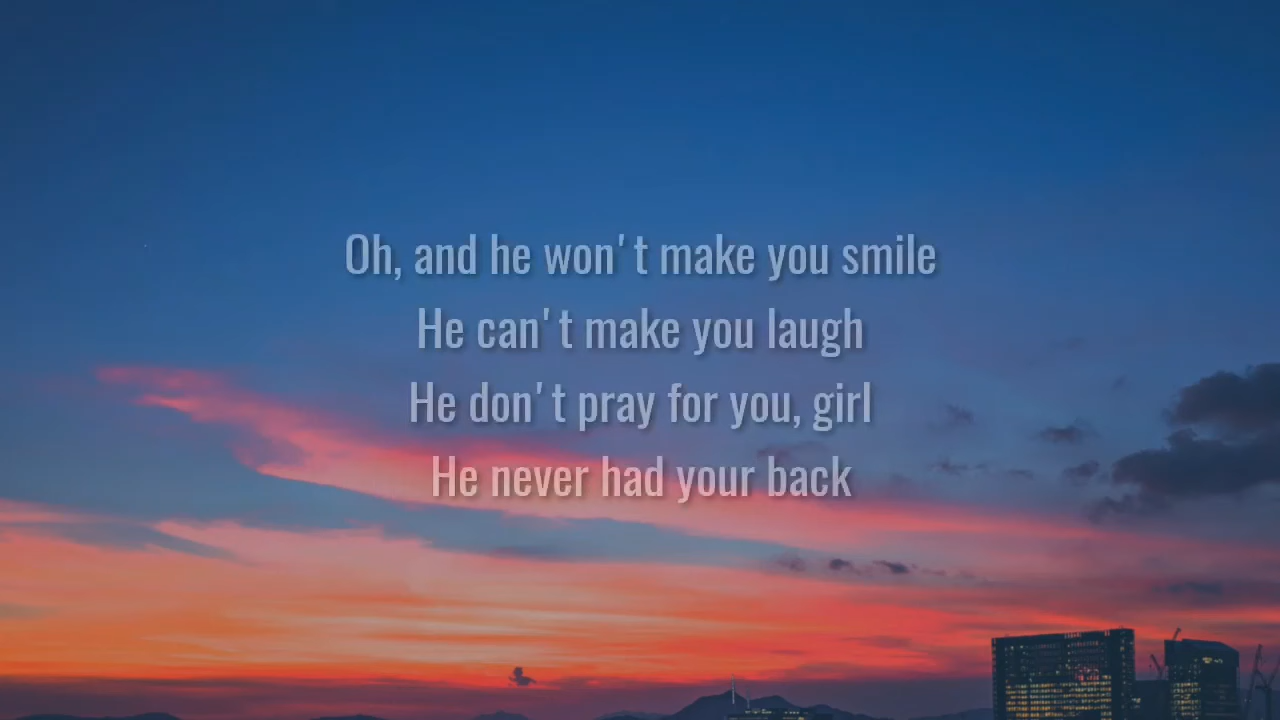 Oh, and he won't make you smile
He can't make you laugh
He don't pray for you, girl
He never had your back